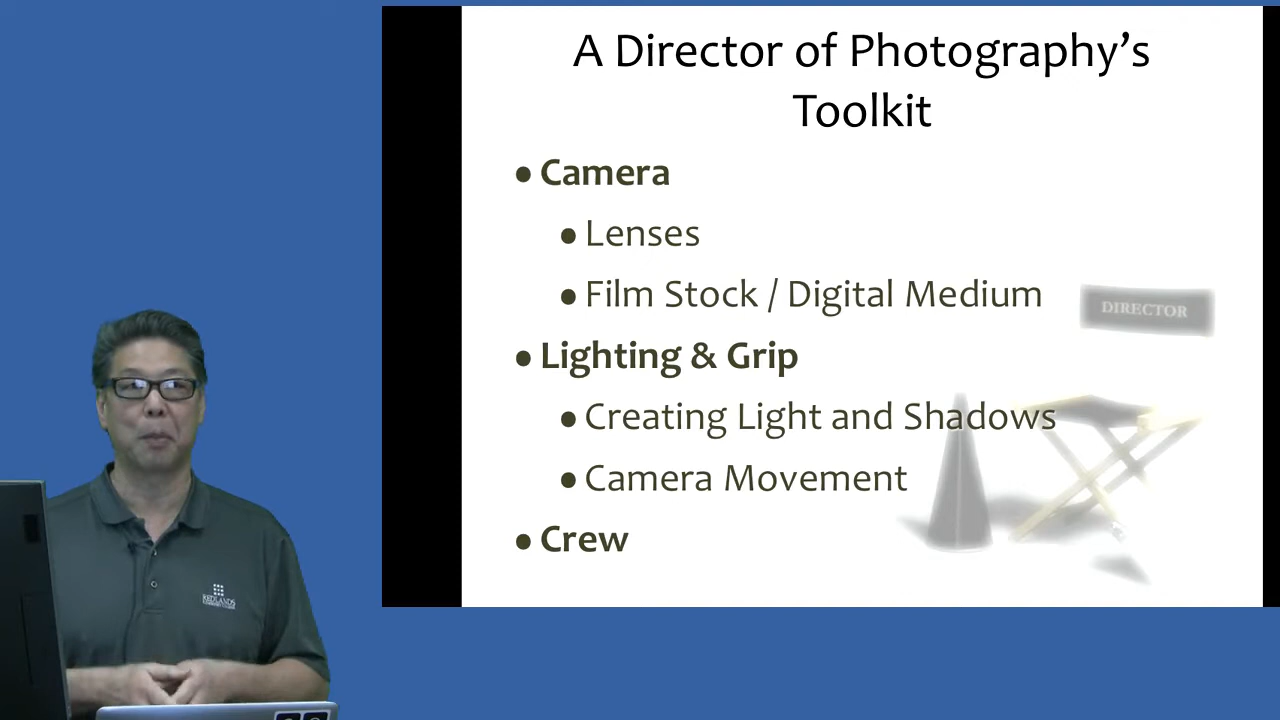 A Director of Photography’s
Toolkit
• Camera
• Lenses
• Film Stock / Digital Medium
• Lighting & Grip
• Creating Light and Shadows
• Camera Movement
• Crew
DIRECTOR
REDLANDS